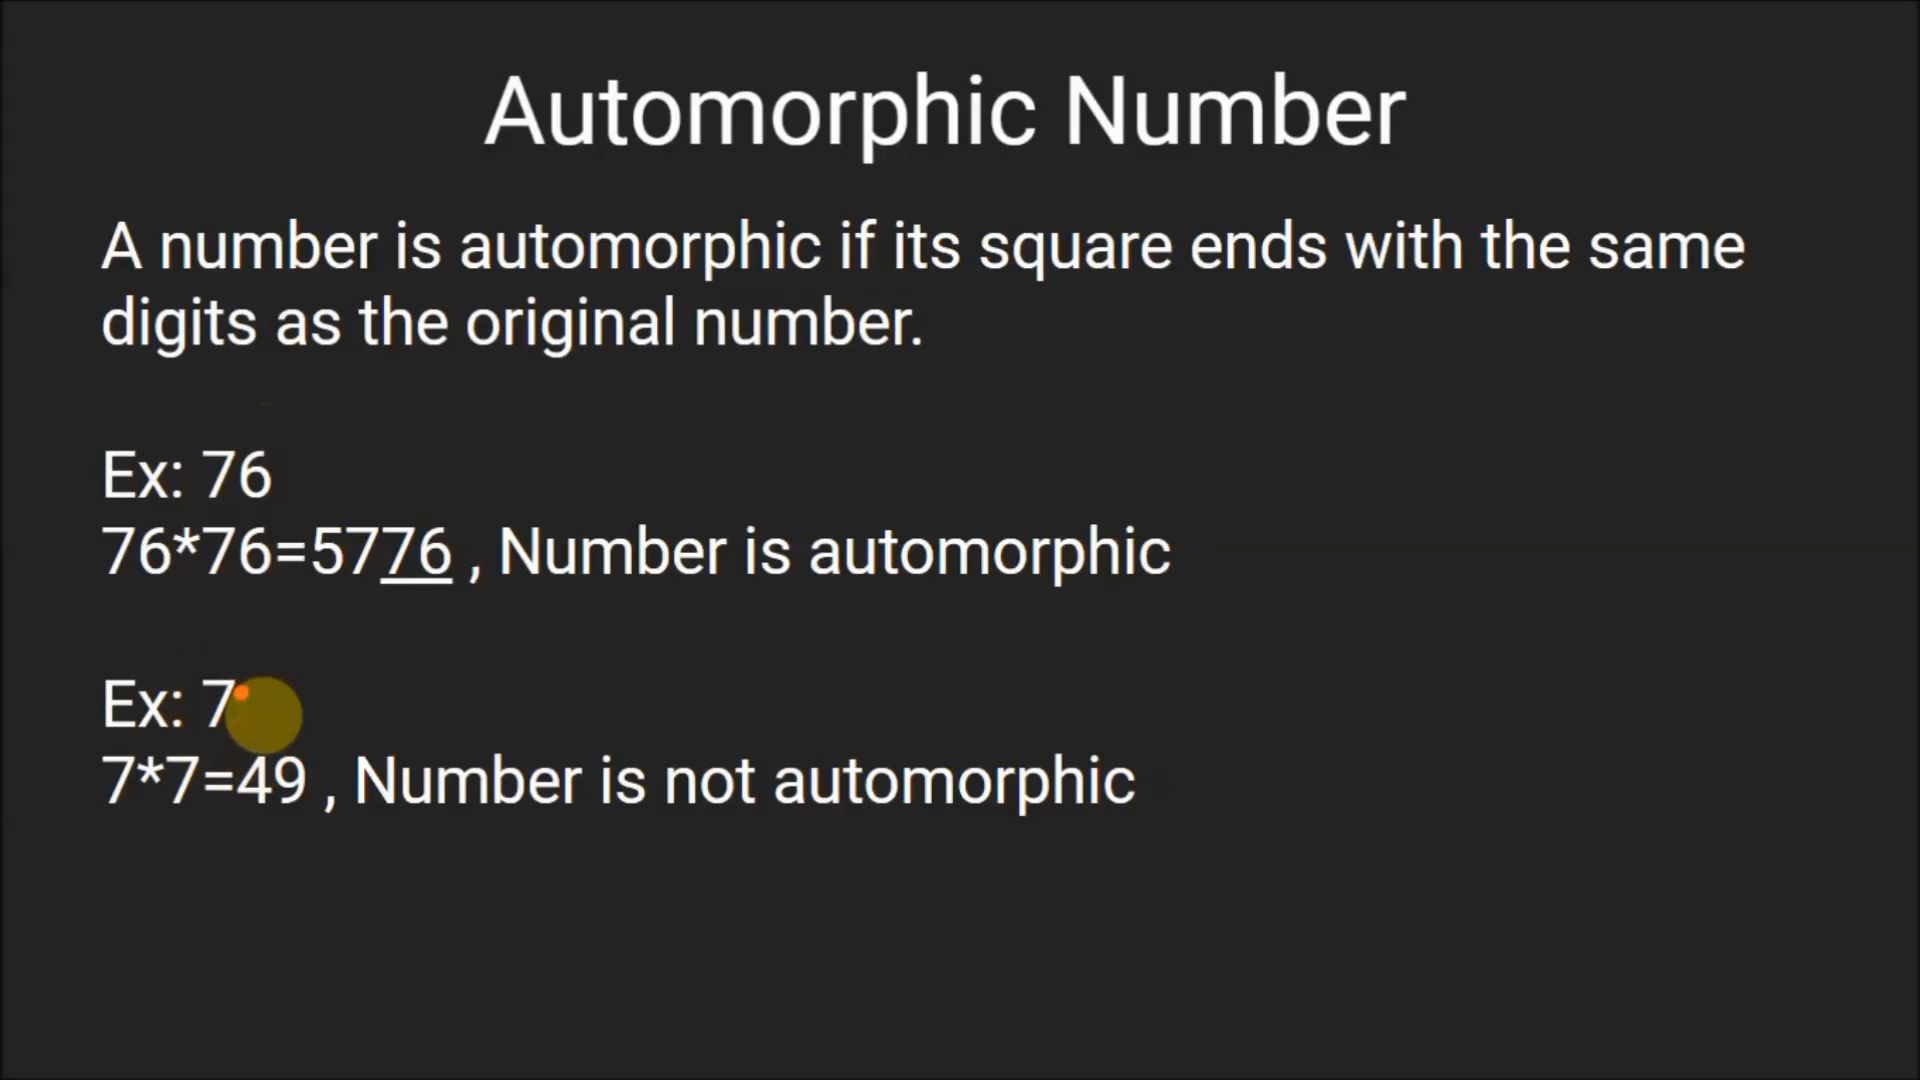 Automorphic Number
A number is automorphic if its square ends with the same
digits as the original number.
Ex: 76
76*76=5776 , Number is automorphic
Ex: 7
7*7=49 , Number is not automorphic